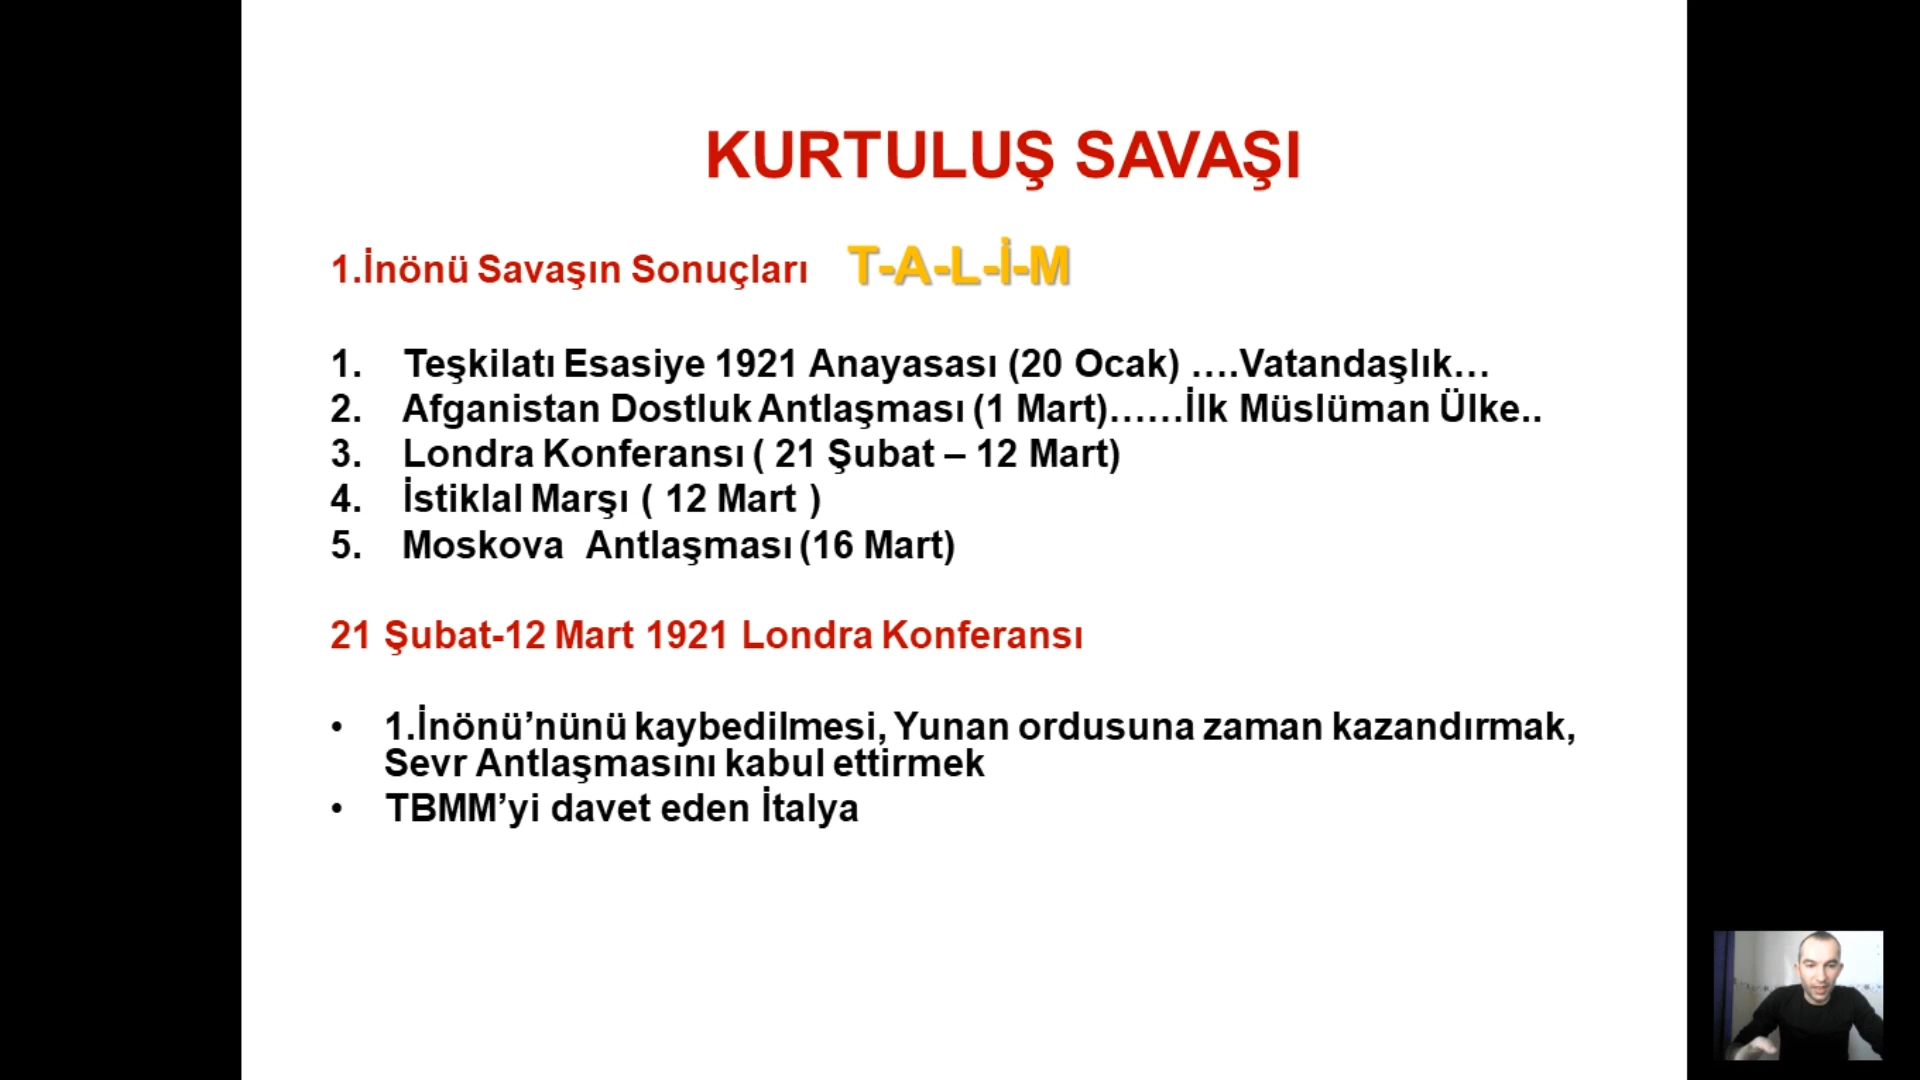 KURTULUŞ SAVAŞI
1.İnönü Savaşın Sonuçları T-A-L-İ-M
1. Teşkilatı Esasiye 1921 Anayasası (20 Ocak) ....Vatandaşlık...
2. Afganistan Dostluk Antlaşması (1 Mart)......İlk Müslüman Ülke..
3. Londra Konferansı ( 21 Şubat – 12 Mart)
4. İstiklal Marşı ( 12 Mart )
5. Moskova Antlaşması (16 Mart)
21 Şubat-12 Mart 1921 Londra Konferansı
• 1.İnönü’nünü kaybedilmesi, Yunan ordusuna zaman kazandırmak,
Sevr Antlaşmasını kabul ettirmek
• TBMM’yi davet eden İtalya